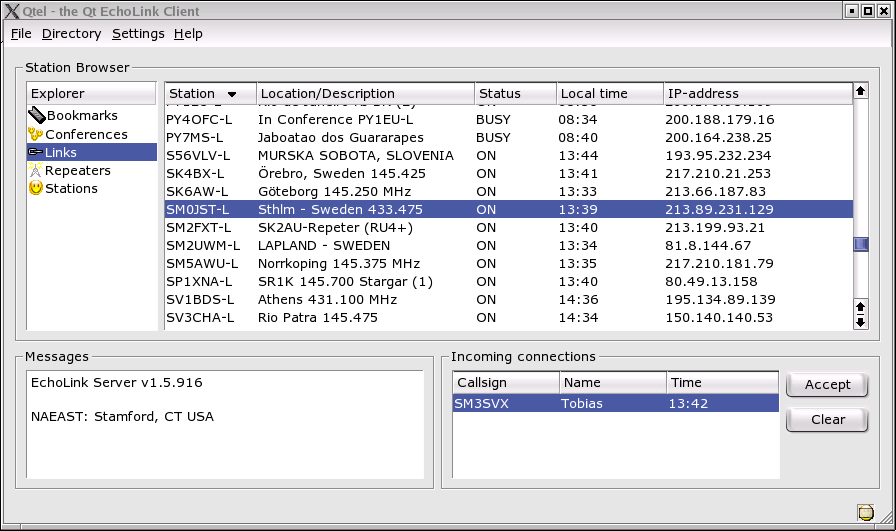 Qtel - the Qt EchoLink Client
File Directory Settings Help
Station Browser
Explorer
Bookmarks
Conferences
Links
Repeaters
Stations
Station Location/Description Status Local time IP-address
PY4OFC-L In Conference PY1EU-L BUSY 08:34 200.188.179.16
PY7MS-L Jaboatao dos Guararapes BUSY 08:40 200.164.238.25
S56VLV-L MURSKA SOBOTA, SLOVENIA ON 13:44 193.95.232.234
SK4BX-L Örebro, Sweden 145.425 ON 13:41 217.210.21.253
SK6AW-L Göteborg 145.250 MHz ON 13:33 213.66.187.83
SM0JST-L Sthlm - Sweden 433.475 ON 13:39 213.89.231.129
SM2FXT-L SK2AU-Repeter (RU4+) ON 13:40 213.199.93.21
SM2UWM-L LAPLAND - SWEDEN ON 13:34 81.8.144.67
SM5AWU-L Norrkoping 145.375 MHz ON 13:35 217.210.181.79
SP1XNA-L SR1K 145.700 Stargar (1) ON 13:40 80.49.13.158
SV1BDS-L Athens 431.100 MHz ON 14:36 195.134.89.139
SV3CHA-L Rio Patra 145.475 ON 14:34 150.140.140.53
Messages
EchoLink Server v1.5.916
NAEAST: Stamford, CT USA
Incoming connections
Callsign Name Time
SM3SVX Tobias 13:42
Accept
Clear